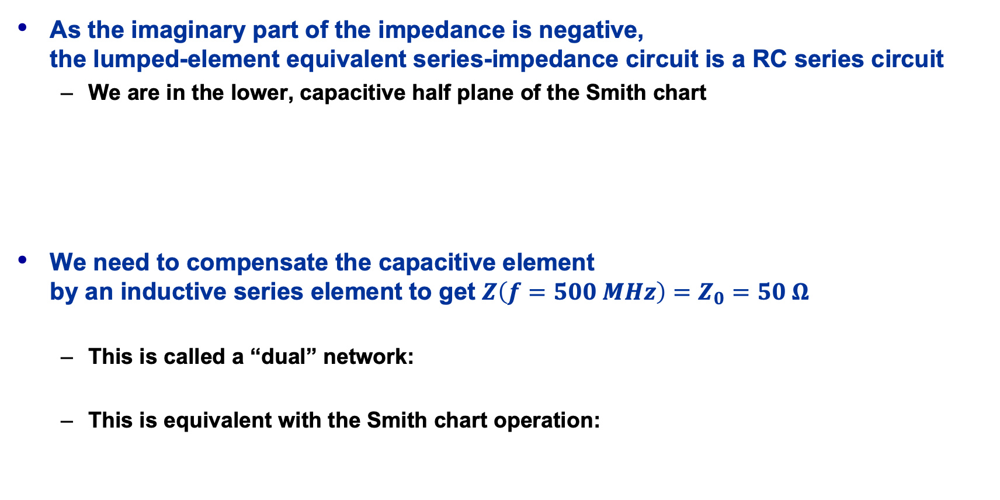 • As the imaginary part of the impedance is negative,
the lumped-element equivalent series-impedance circuit is a RC series circuit
– We are in the lower, capacitive half plane of the Smith chart
• We need to compensate the capacitive element
by an inductive series element to get 𝒁(𝒇 = 𝟓𝟎𝟎 𝑴𝑯𝒛) = 𝒁₀ = 𝟓𝟎 Ω
– This is called a “dual” network:
– This is equivalent with the Smith chart operation: